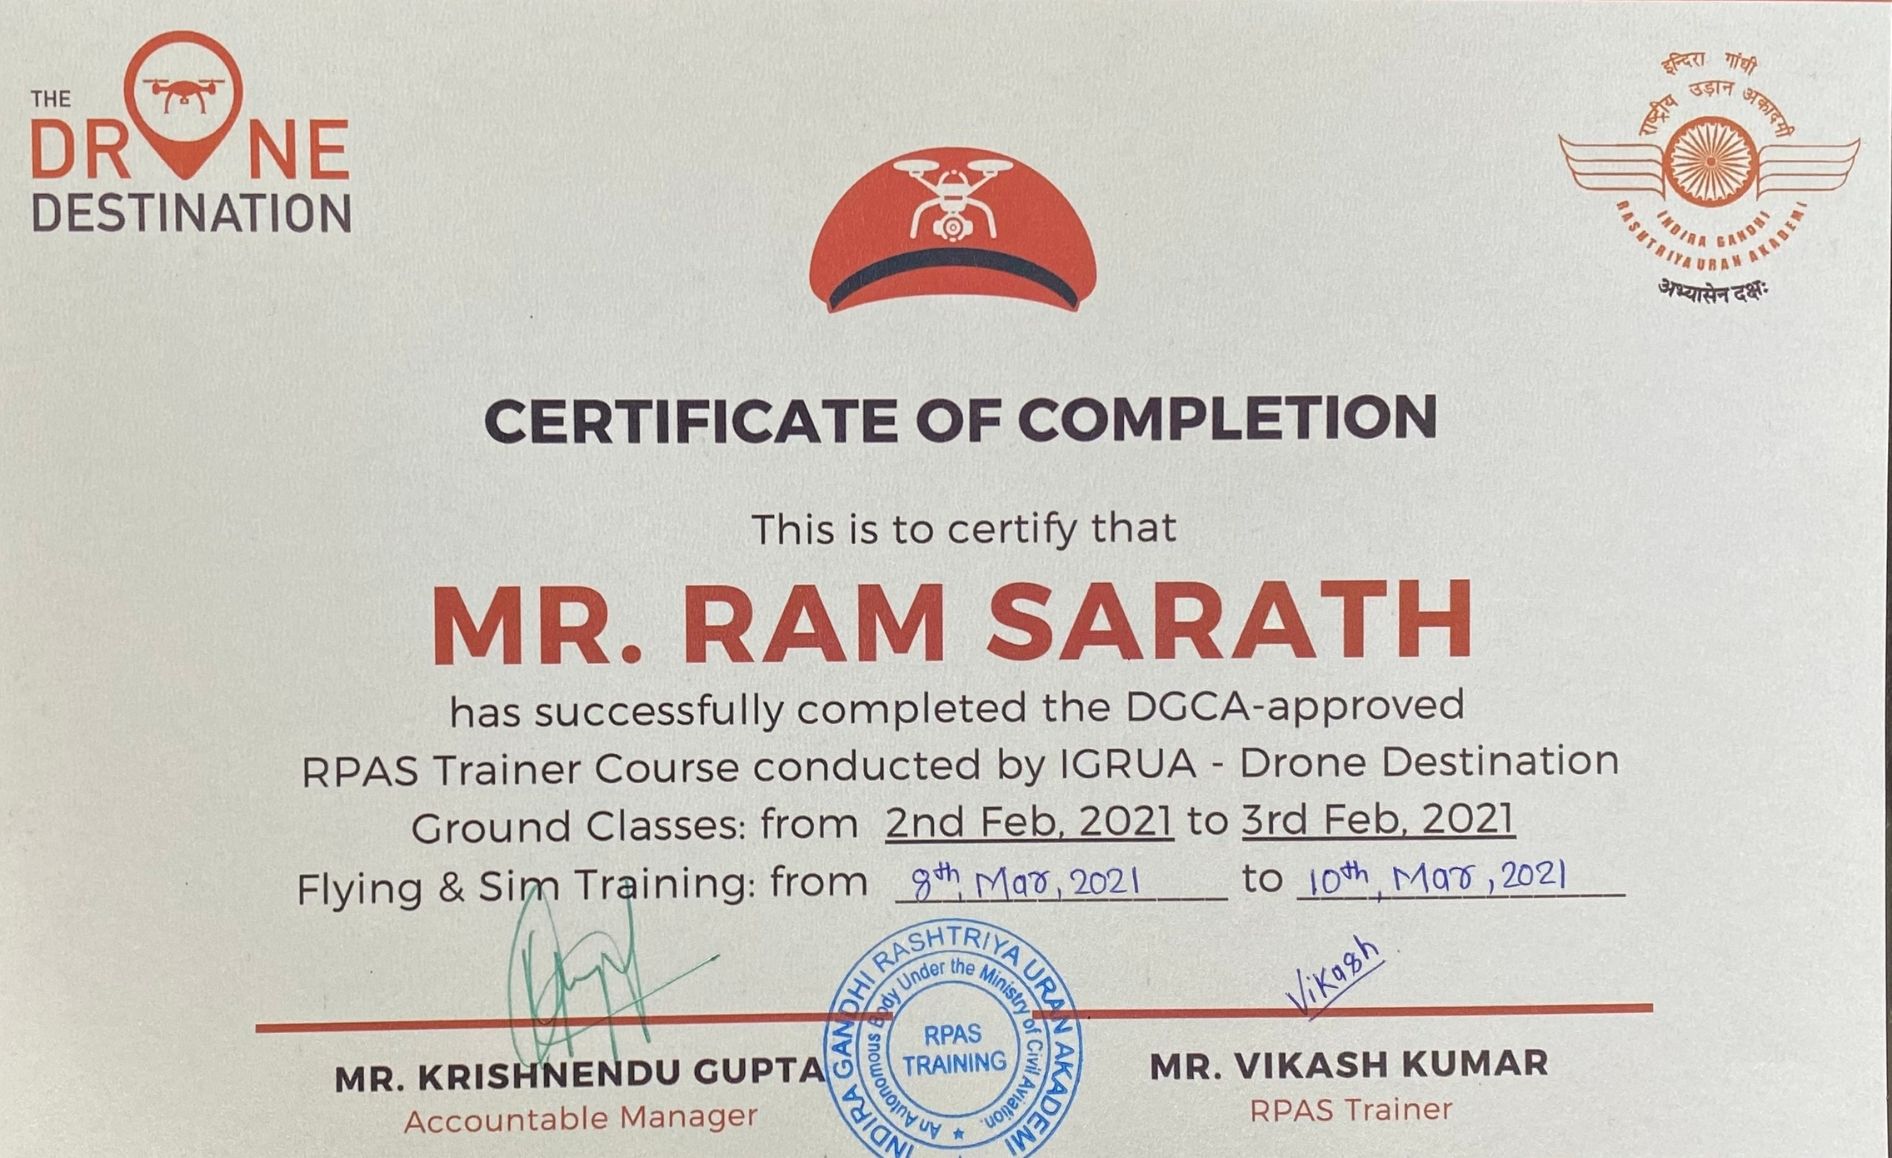 THE
DRONE
DESTINATION
इन्दिरा गांधी
राष्ट्रीय उड़ान अकादमी
INDIRA GANDHI
RASHTRIYA URAN AKADEMI
अभ्यासेन दक्षः
CERTIFICATE OF COMPLETION
This is to certify that
MR. RAM SARATH
has successfully completed the DGCA-approved
RPAS Trainer Course conducted by IGRUA - Drone Destination
Ground Classes: from 2nd Feb, 2021 to 3rd Feb, 2021
Flying & Sim Training: from 8th, Mar, 2021 to 10th, Mar, 2021
Vikash
INDIRA GANDHI RASHTRIYA URAN AKADEMI
An Autonomous Body Under the Ministry of Civil Aviation.
RPAS
TRAINING
MR. KRISHNENDU GUPTA
Accountable Manager
MR. VIKASH KUMAR
RPAS Trainer